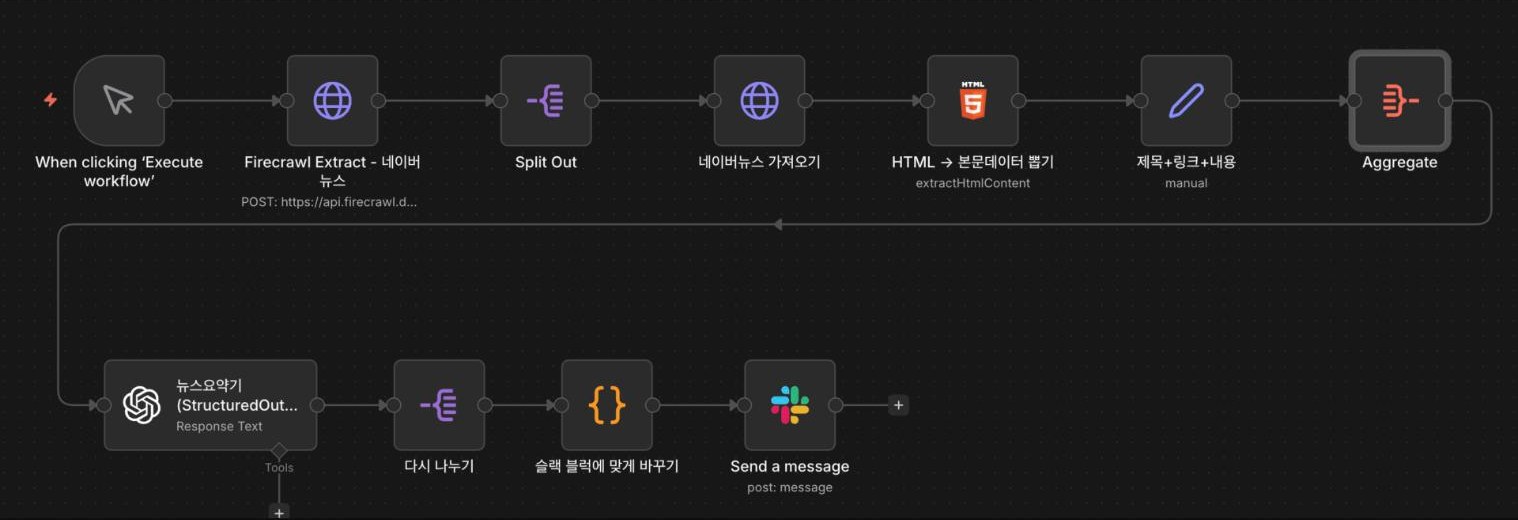 When clicking ‘Execute
workflow’
Firecrawl Extract - 네이버
뉴스
POST: https://api.firecrawl.d...
Split Out
네이버뉴스 가져오기
HTML
5
HTML → 본문데이터 뽑기
extractHtmlContent
제목+링크+내용
manual
Aggregate
뉴스요약기
(StructuredOut...
Response Text
Tools
다시 나누기
슬랙 블럭에 맞게 바꾸기
Send a message
post: message